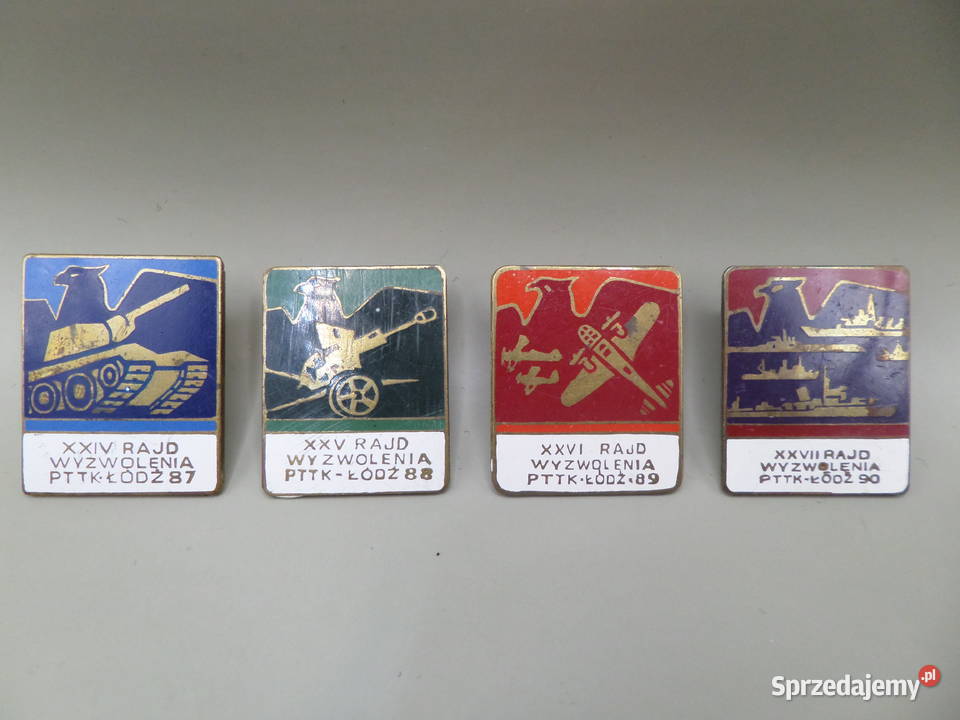 XXIV RAJD
WYZWOLENIA
PTTK·ŁÓDŹ 87
XXV RAJD
WYZWOLENIA
PTTK-ŁÓDŹ 88
XXVI RAJD
WYZWOLENIA
PTTK·ŁÓDŹ·89
XXVII RAJD
WYZWOLENIA
PTTK-ŁÓDŹ 90
Sprzedajemy.pl